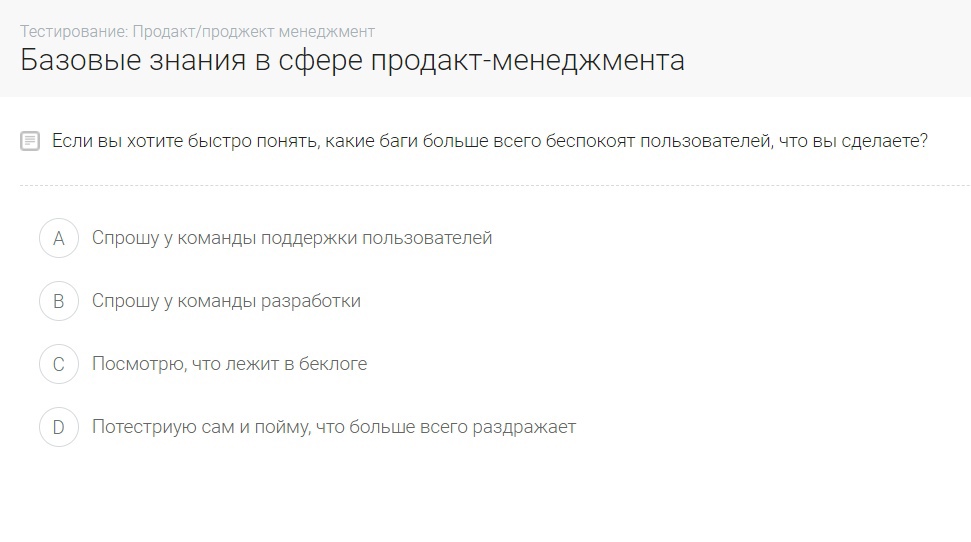 Тестирование: Продакт/проджект менеджмент
Базовые знания в сфере продакт-менеджмента
Если вы хотите быстро понять, какие баги больше всего беспокоят пользователей, что вы сделаете?
A Спрошу у команды поддержки пользователей
B Спрошу у команды разработки
C Посмотрю, что лежит в беклоге
D Потестриую сам и пойму, что больше всего раздражает